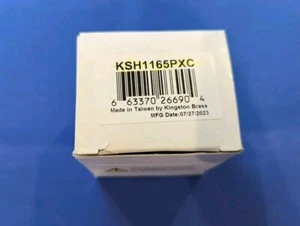 KSH1165PXC
6 63370 26690 4
Made in Taiwan by Kingston Brass
MFG Date:07/27/2023